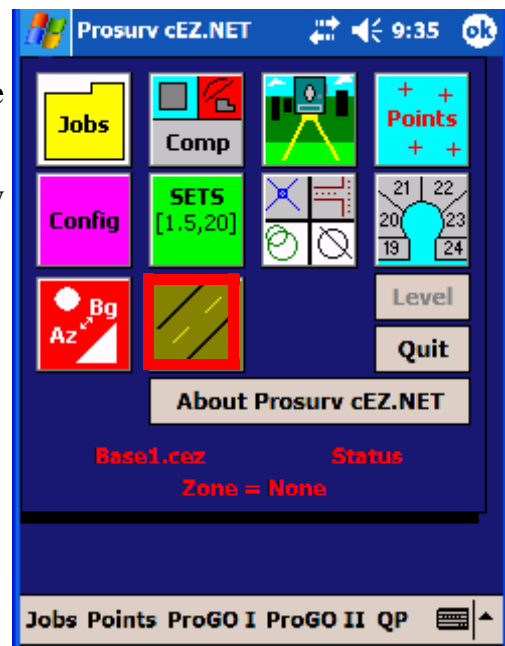 Prosurv cEZ.NET 9:35 ok
e
Jobs
Comp
Points
y
Config
SETS
[1.5,20]
21 22
20 23
19 24
Bg
Az
Level
Quit
About Prosurv cEZ.NET
Base1.cez Status
Zone = None
Jobs Points ProGO I ProGO II QP